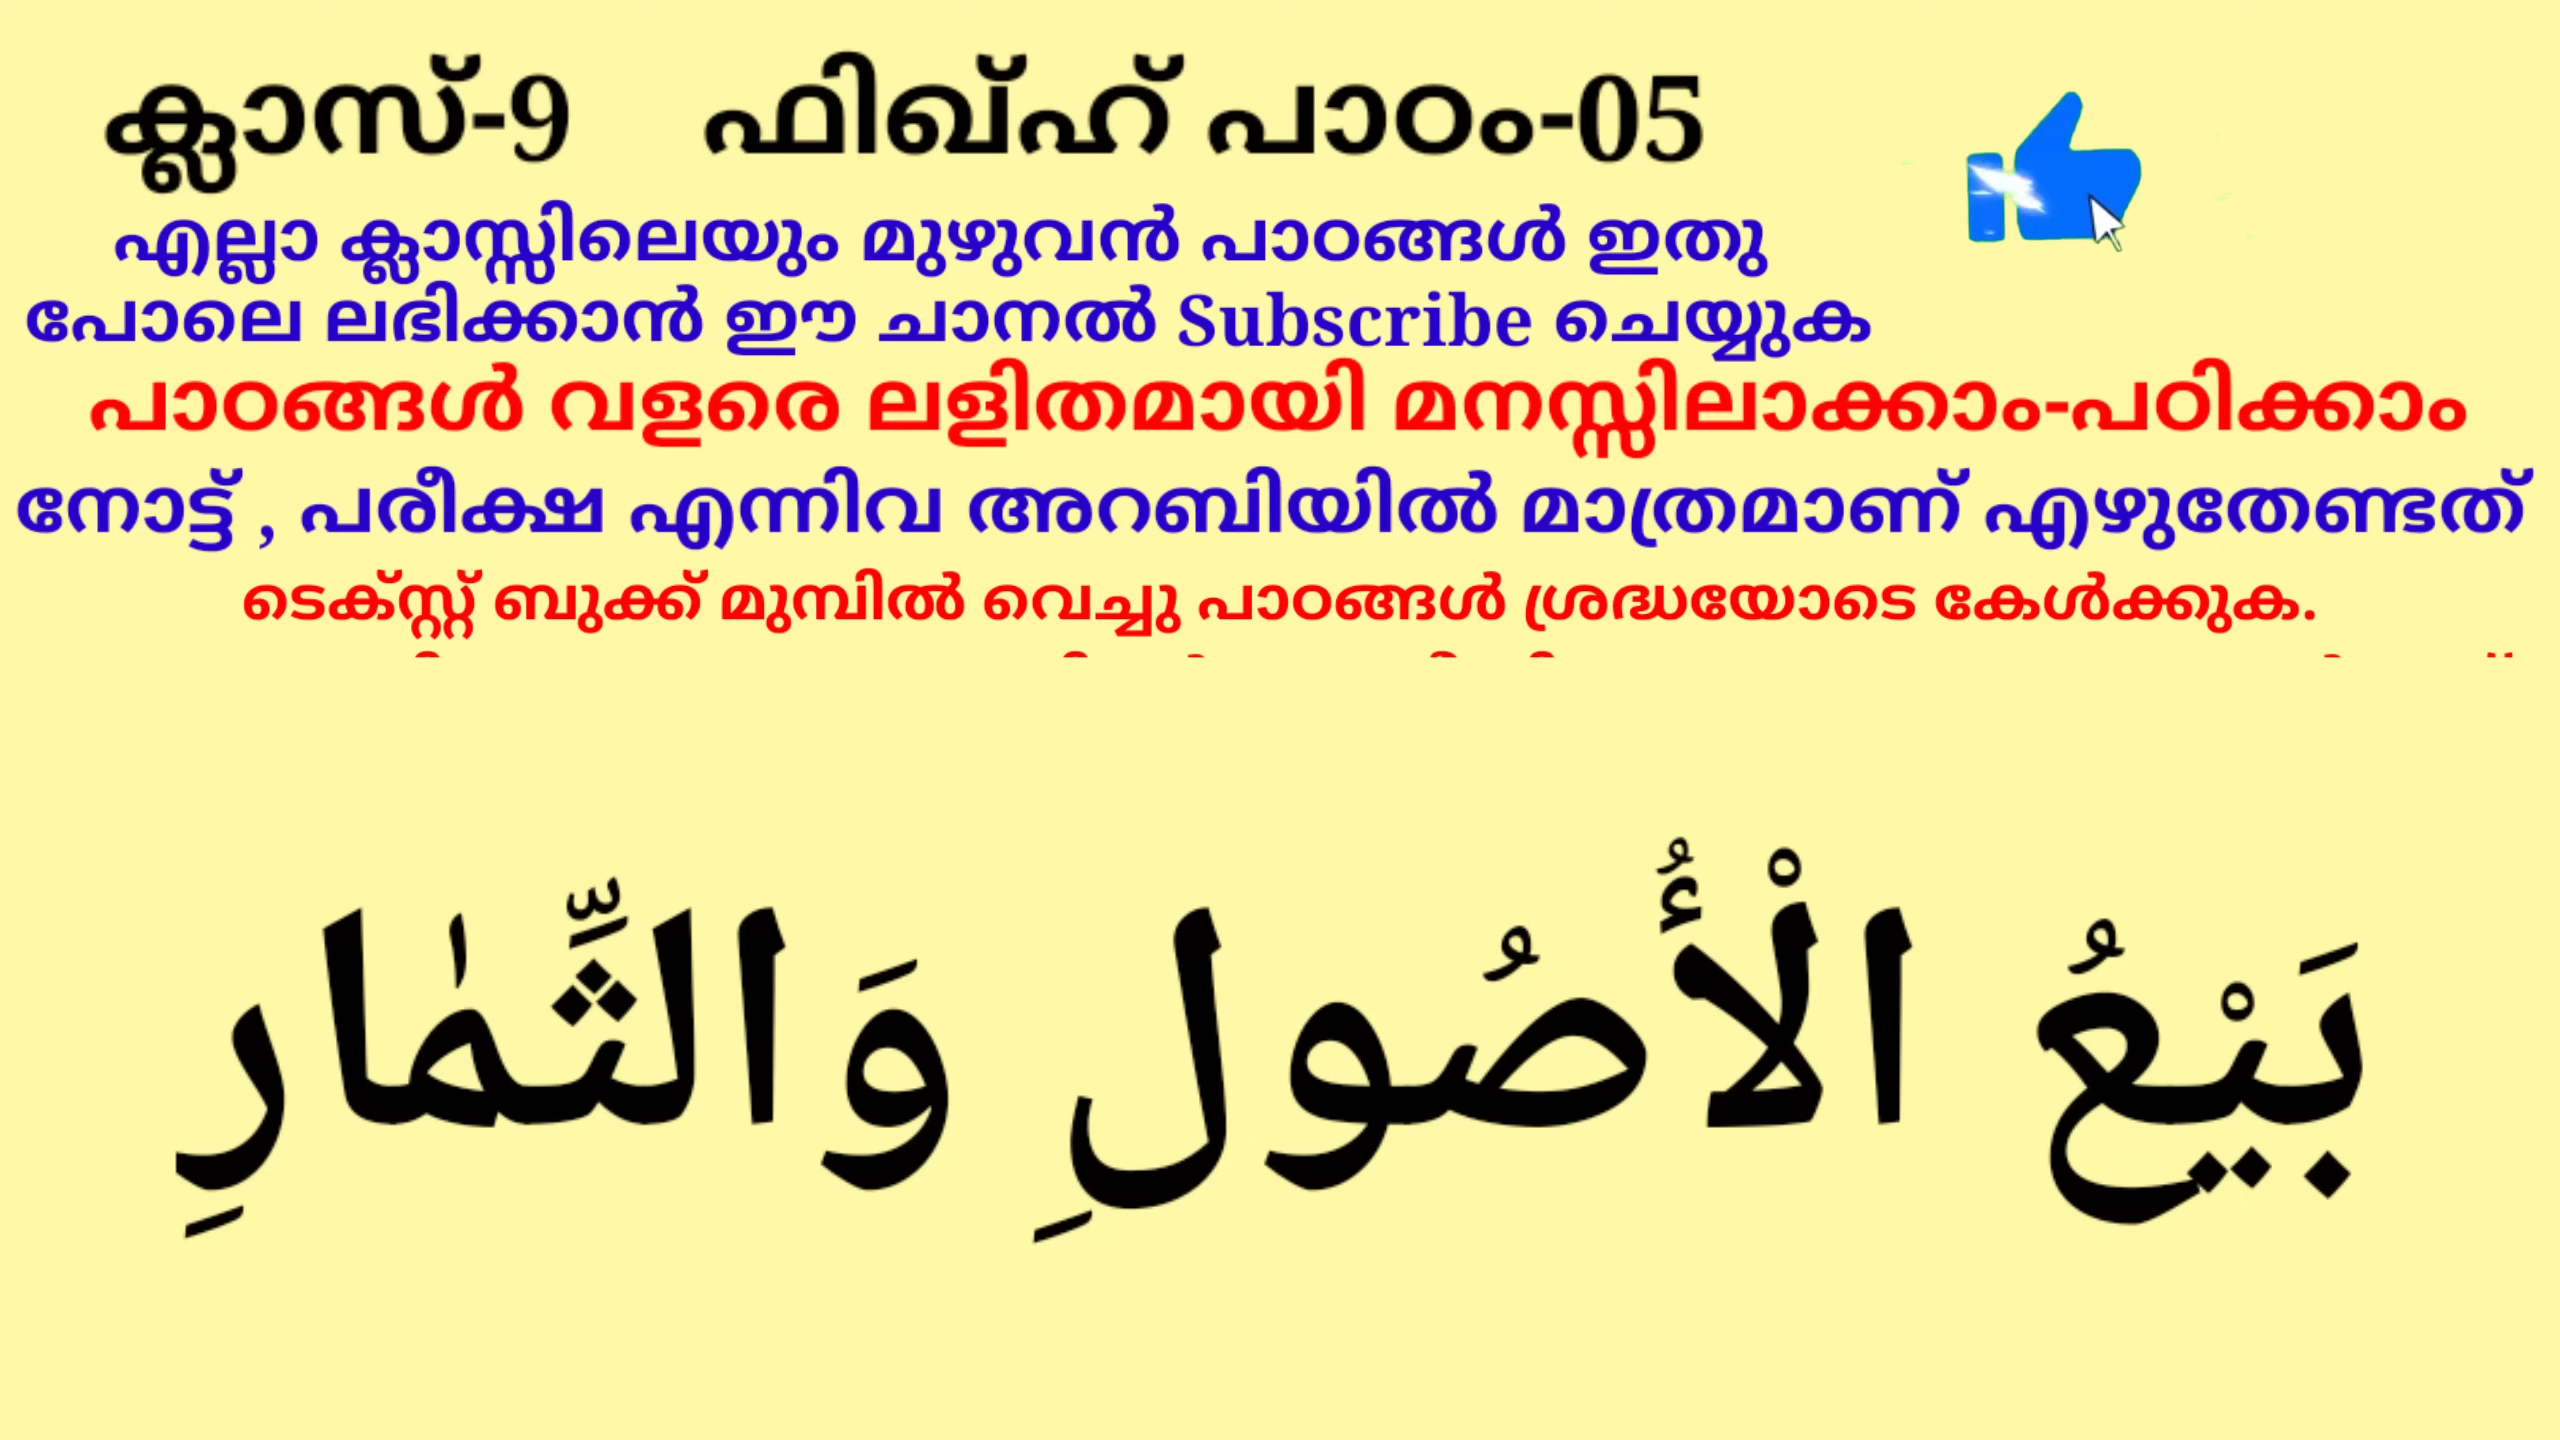 ക്ലാസ്-9 ഫിഖ്ഹ് പാഠം-05
എല്ലാ ക്ലാസ്സിലെയും മുഴുവൻ പാഠങ്ങൾ ഇതു
പോലെ ലഭിക്കാൻ ഈ ചാനൽ Subscribe ചെയ്യുക
പാഠങ്ങൾ വളരെ ലളിതമായി മനസ്സിലാക്കാം-പഠിക്കാം
നോട്ട് , പരീക്ഷ എന്നിവ അറബിയിൽ മാത്രമാണ് എഴുതേണ്ടത്
ടെക്സ്റ്റ് ബുക്ക് മുമ്പിൽ വെച്ചു പാഠങ്ങൾ ശ്രദ്ധയോടെ കേൾക്കുക.
بَيْعُ الْأُصُولِ وَالثِّمٰارِ